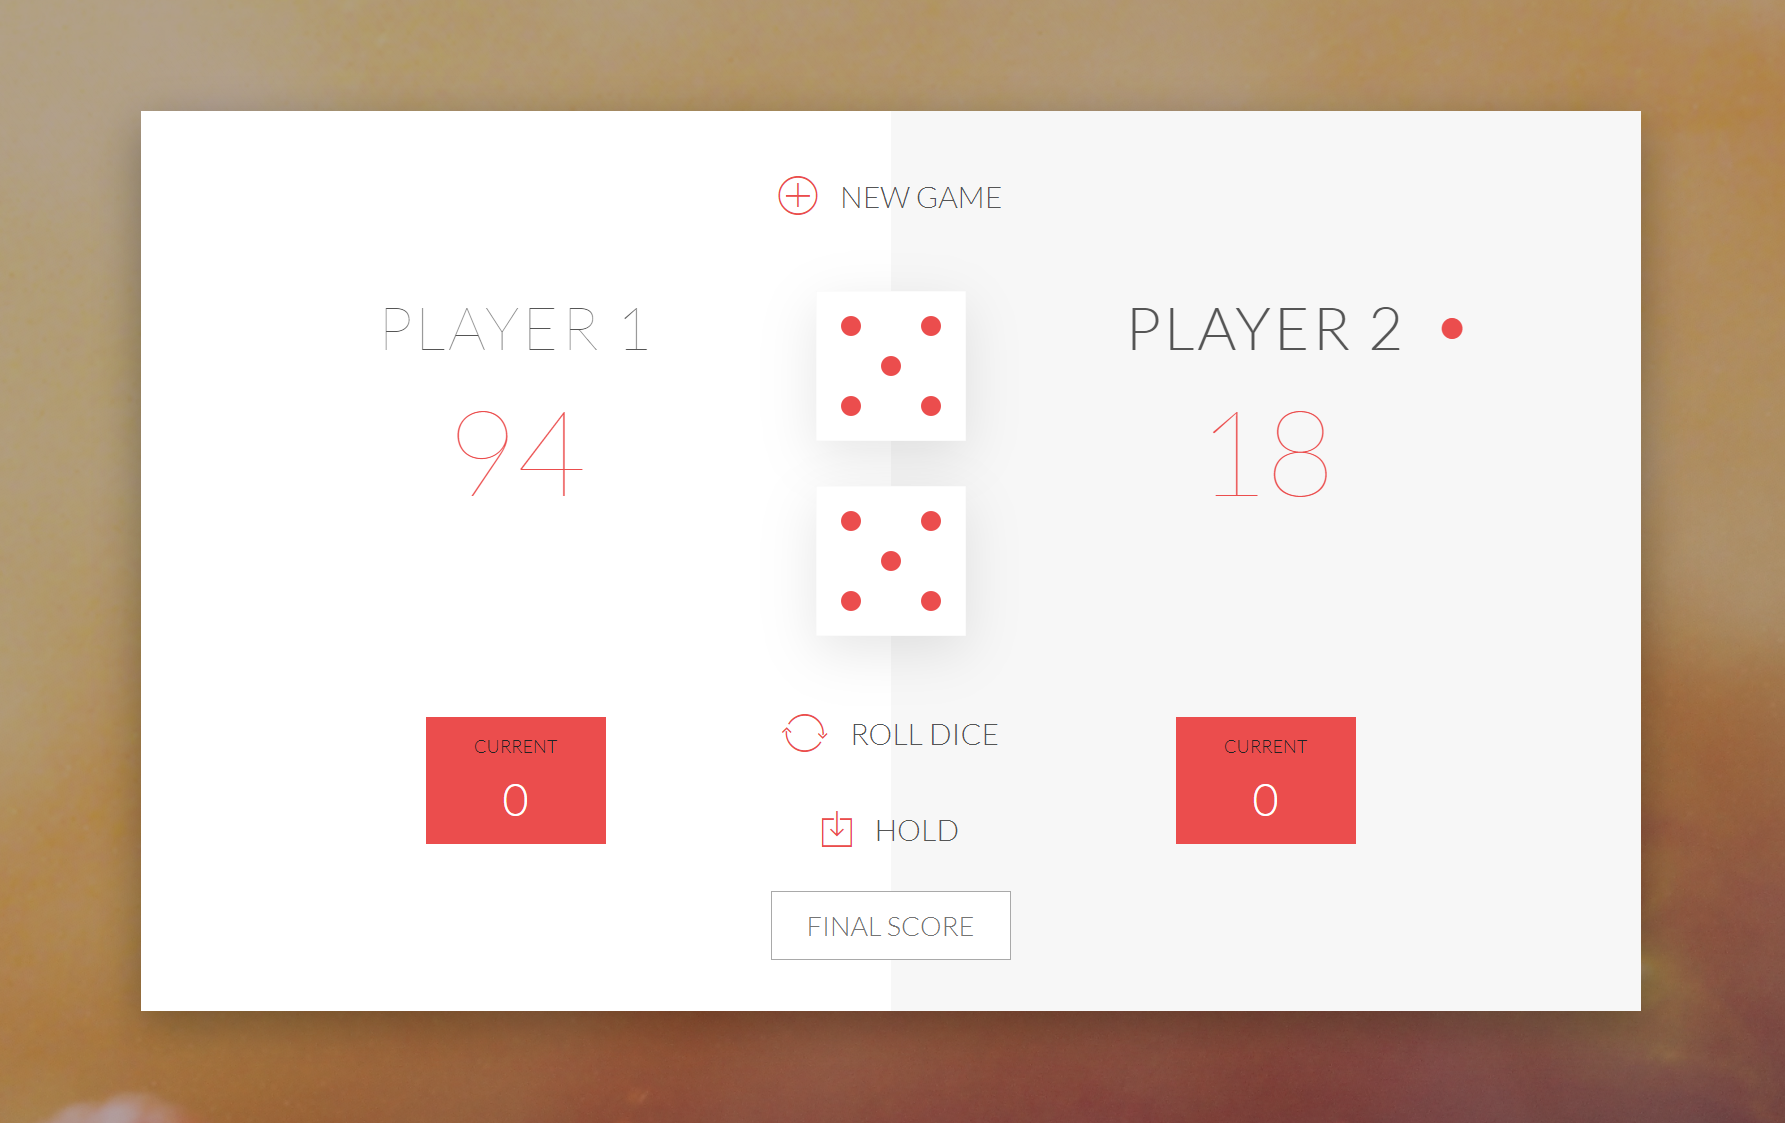 NEW GAME
PLAYER 1
94
PLAYER 2
18
CURRENT
0
ROLL DICE
HOLD
CURRENT
0
FINAL SCORE